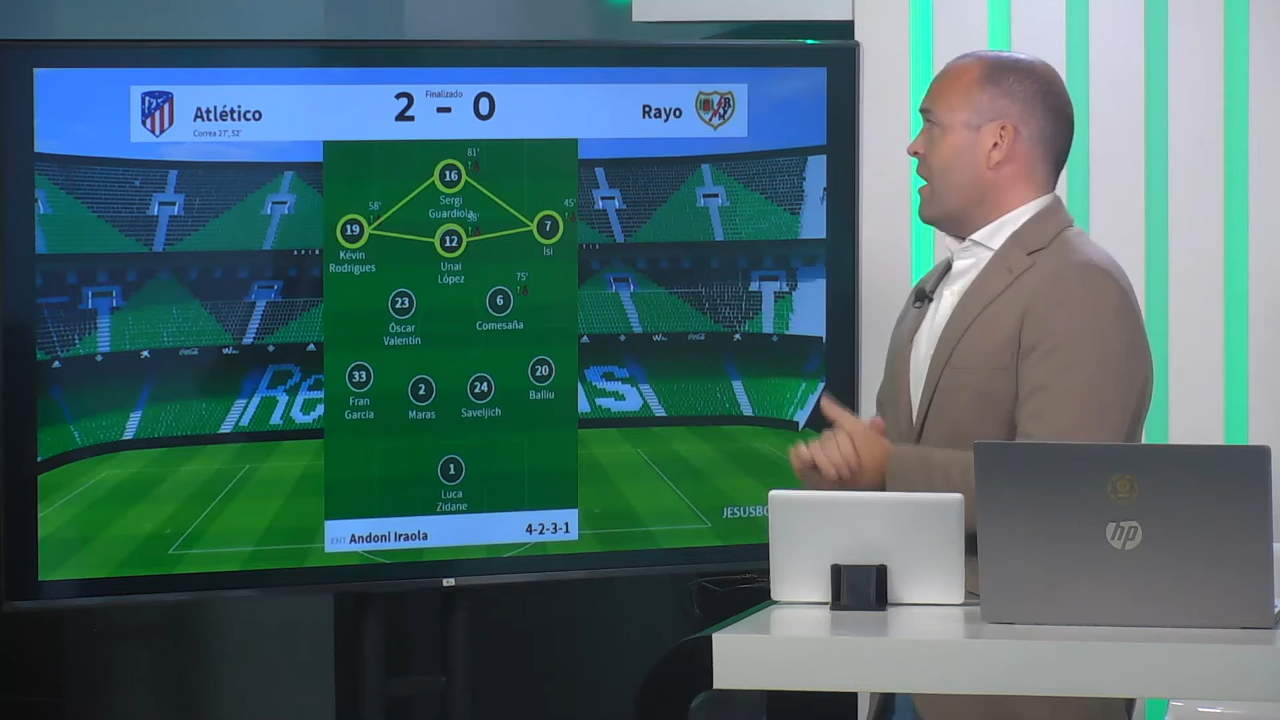 Finalizado
Atlético
2 - 0
Rayo
Correa 27', 52'
81'
16
Sergi
Guardiola
58'
45'
19
12
7
Kévin
Rodrigues
Unai
López
Isi
75'
23
6
Óscar
Valentín
Comesaña
33
2
24
20
Fran
Garcia
Maras
Saveljich
Balliu
1
Luca
Zidane
ENT Andoni Iraola
4-2-3-1
JESUSBO
hp